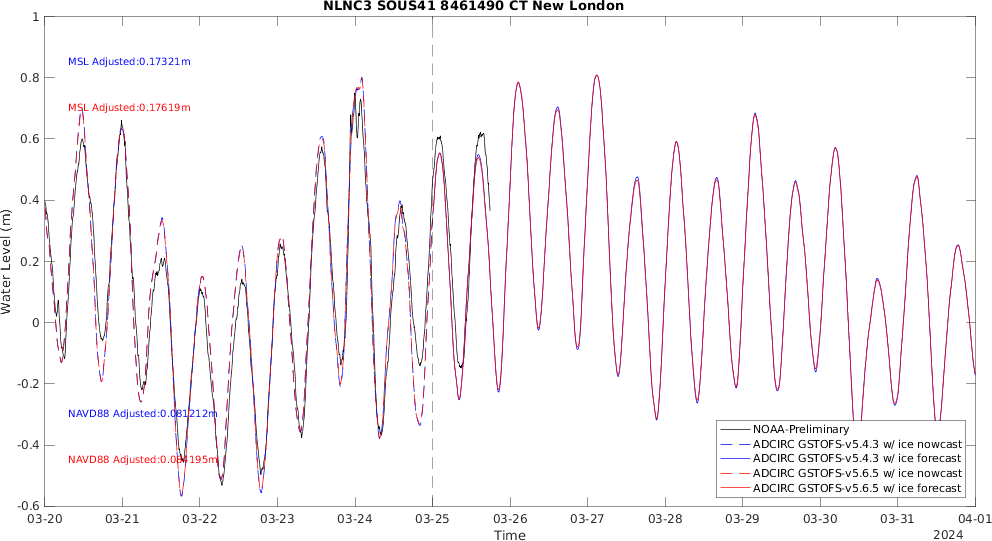 NLNC3 SOUS41 8461490 CT New London
1
0.8
0.6
0.4
0.2
0
-0.2
-0.4
-0.6
Water Level (m)
MSL Adjusted:0.17321m
MSL Adjusted:0.17619m
NAVD88 Adjusted:0.081212m
NAVD88 Adjusted:0.084195m
NOAA-Preliminary
ADCIRC GSTOFS-v5.4.3 w/ ice nowcast
ADCIRC GSTOFS-v5.4.3 w/ ice forecast
ADCIRC GSTOFS-v5.6.5 w/ ice nowcast
ADCIRC GSTOFS-v5.6.5 w/ ice forecast
03-20 03-21 03-22 03-23 03-24 03-25 03-26 03-27 03-28 03-29 03-30 03-31 04-01
Time
2024